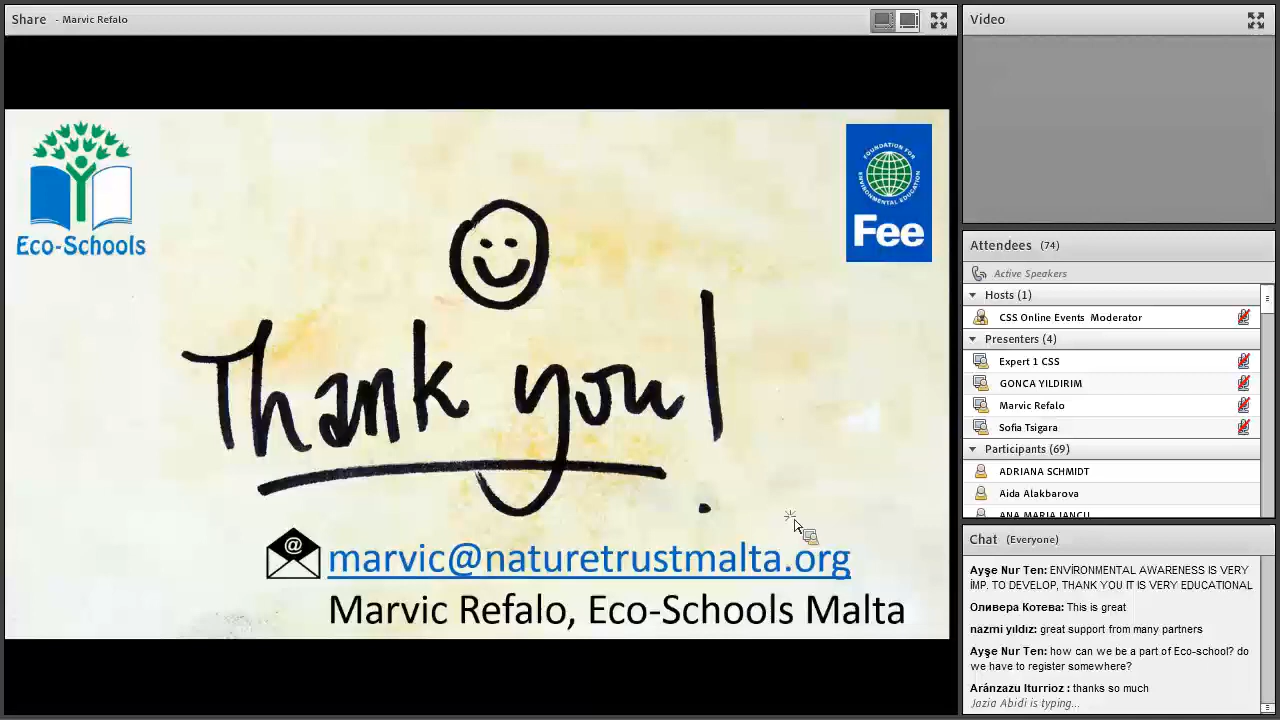 Share - Marvic Refalo
Eco-Schools
FOUNDATION FOR
ENVIRONMENTAL EDUCATION
Fee
Thank you!
@
marvic@naturetrustmalta.org
Marvic Refalo, Eco-Schools Malta
Video
Attendees (74)
Active Speakers
Hosts (1)
CSS Online Events Moderator
Presenters (4)
Expert 1 CSS
GONCA YILDIRIM
Marvic Refalo
Sofia Tsigara
Participants (69)
ADRIANA SCHMIDT
Aida Alakbarova
ANA MARIA IANCU
Chat (Everyone)
Ayşe Nur Ten: ENVİRONMENTAL AWARENESS IS VERY
İMP. TO DEVELOP, THANK YOU IT IS VERY EDUCATIONAL
Оливера Котева: This is great
nazmi yıldız: great support from many partners
Ayşe Nur Ten: how can we be a part of Eco-school? do
we have to register somewhere?
Aránzazu Iturrioz : thanks so much
Jazia Abidi is typing...